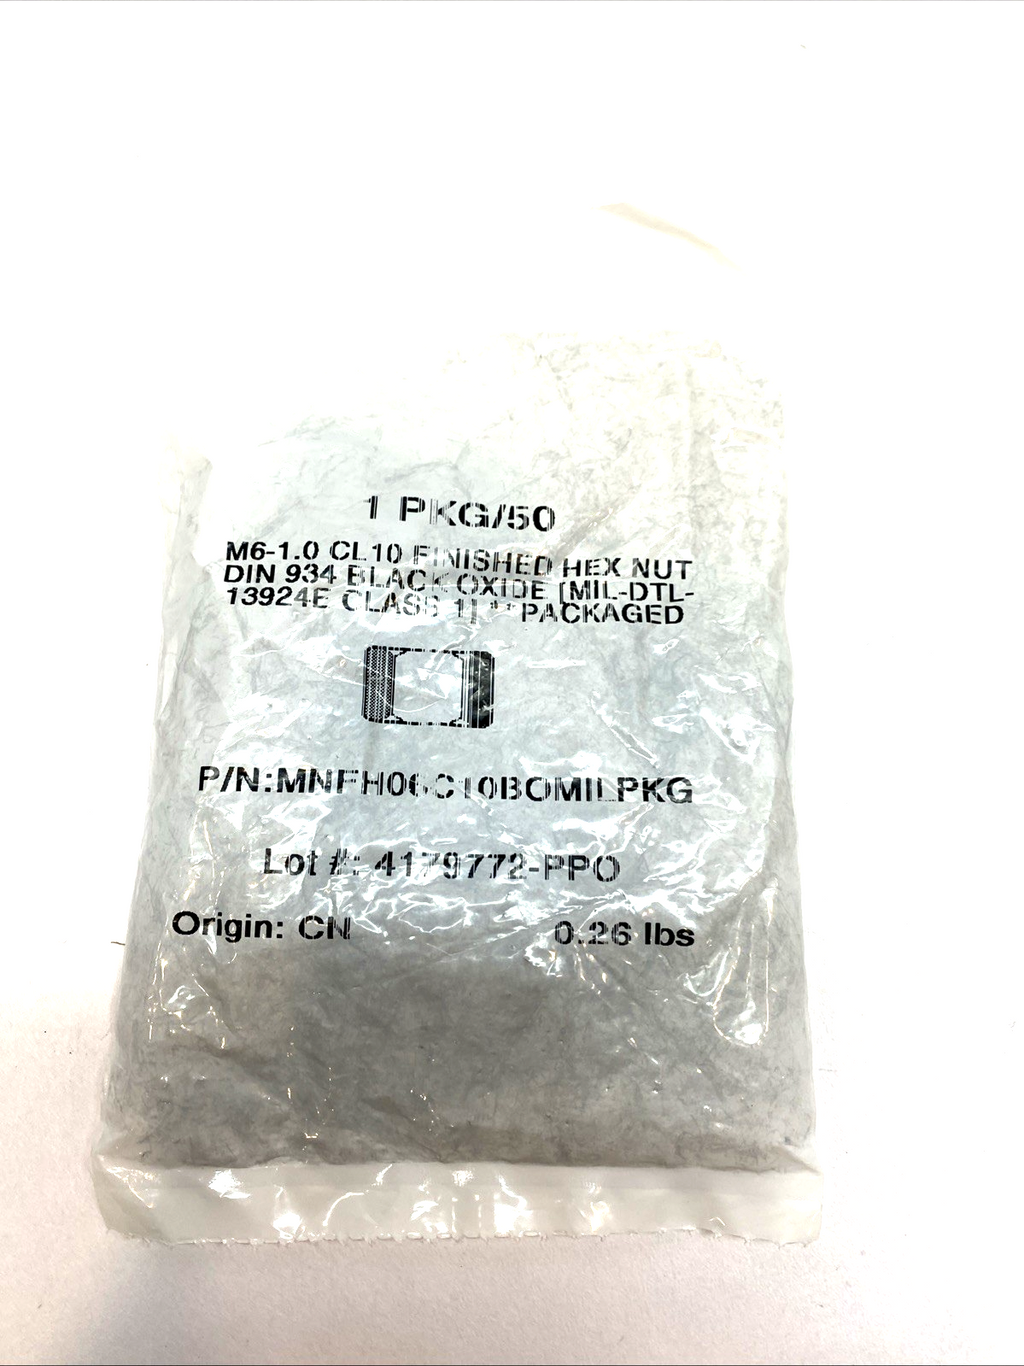 1 PKG/50
M6-1.0 CL10 FINISHED HEX NUT
DIN 934 BLACK OXIDE [MIL-DTL-
13924E CLASS 1] **PACKAGED
P/N:MNFH06C10BOMILPKG
Lot #: 4179772-PPO
Origin: CN
0.26 lbs